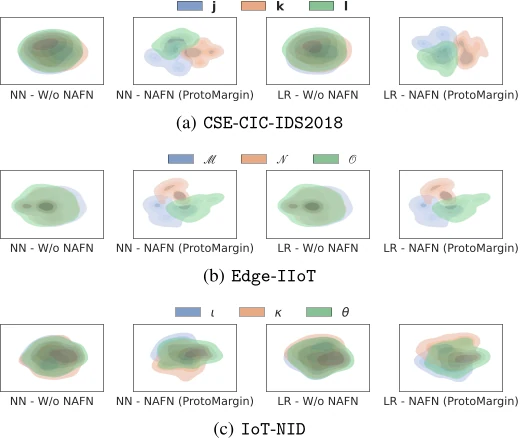 j k l
NN - W/o NAFN NN - NAFN (ProtoMargin) LR - W/o NAFN LR - NAFN (ProtoMargin)
(a) CSE-CIC-IDS2018
ℳ 𝒩 𝒪
NN - W/o NAFN NN - NAFN (ProtoMargin) LR - W/o NAFN LR - NAFN (ProtoMargin)
(b) Edge-IIoT
ι κ θ
NN - W/o NAFN NN - NAFN (ProtoMargin) LR - W/o NAFN LR - NAFN (ProtoMargin)
(c) IoT-NID